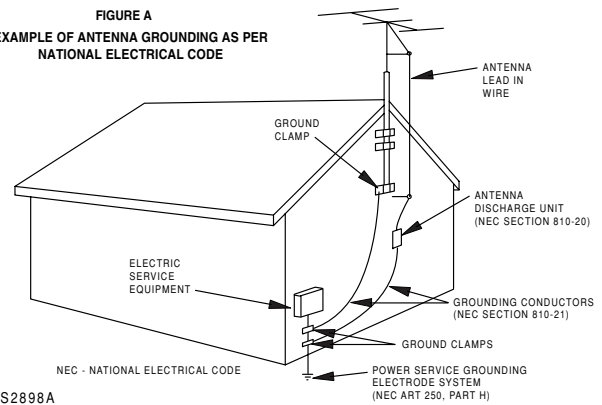 FIGURE A
EXAMPLE OF ANTENNA GROUNDING AS PER
NATIONAL ELECTRICAL CODE
ANTENNA
LEAD IN
WIRE
GROUND
CLAMP
ANTENNA
DISCHARGE UNIT
(NEC SECTION 810-20)
ELECTRIC
SERVICE
EQUIPMENT
GROUNDING CONDUCTORS
(NEC SECTION 810-21)
GROUND CLAMPS
NEC - NATIONAL ELECTRICAL CODE
POWER SERVICE GROUNDING
ELECTRODE SYSTEM
(NEC ART 250, PART H)
S2898A